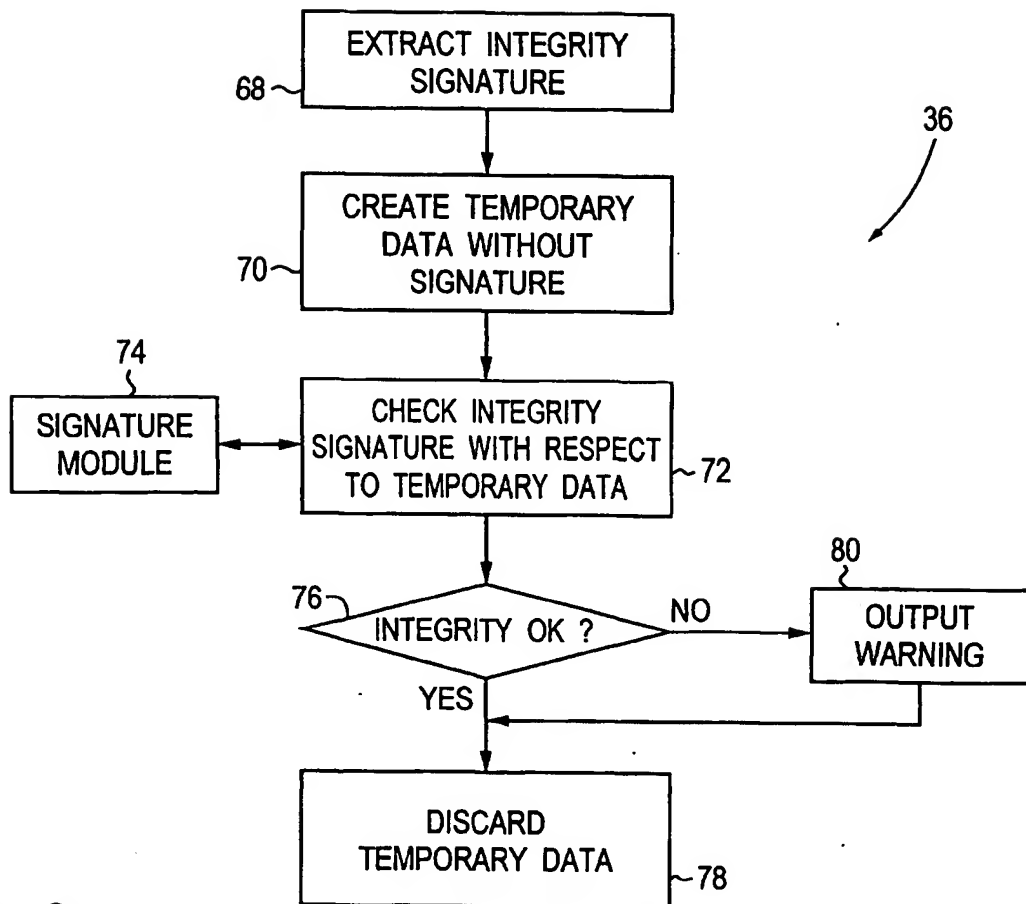 EXTRACT INTEGRITY
SIGNATURE
68
36
CREATE TEMPORARY
DATA WITHOUT
SIGNATURE
70
74
SIGNATURE
MODULE
CHECK INTEGRITY
SIGNATURE WITH RESPECT
TO TEMPORARY DATA
72
76
INTEGRITY OK ?
NO
80
OUTPUT
WARNING
YES
DISCARD
TEMPORARY DATA
78